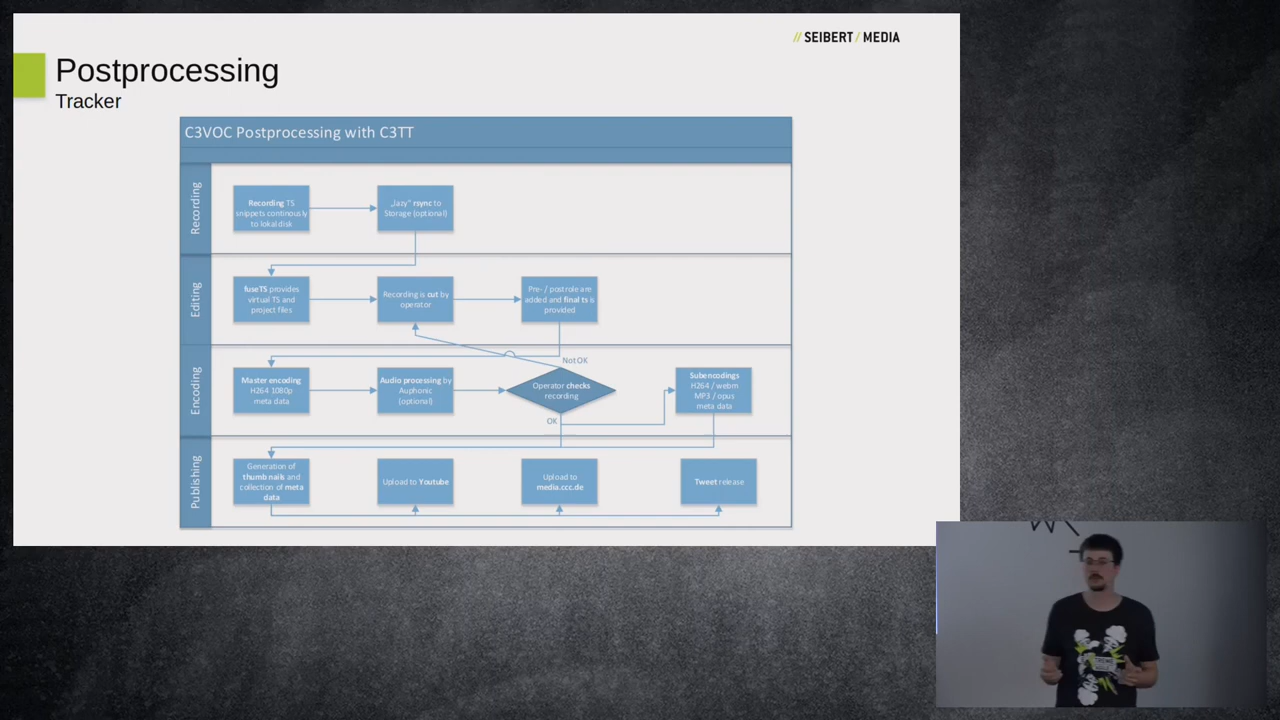 // SEIBERT / MEDIA
Postprocessing
Tracker
C3VOC Postprocessing with C3TT
Recording
Recording TS
snippets continously
to lokal disk
„lazy“ rsync to
Storage (optional)
Editing
fuseTS provides
virtual TS and
project files
Recording is cut by
operator
Pre- / postrole are
added and final ts is
provided
Encoding
Master encoding
H264 1080p
meta data
Audio processing by
Auphonic
(optional)
Operator checks
recording
Not OK
OK
Subencodings
H264 / webm
MP3 / opus
meta data
Publishing
Generation of
thumb nails and
collection of meta
data
Upload to Youtube
Upload to
media.ccc.de
Tweet release